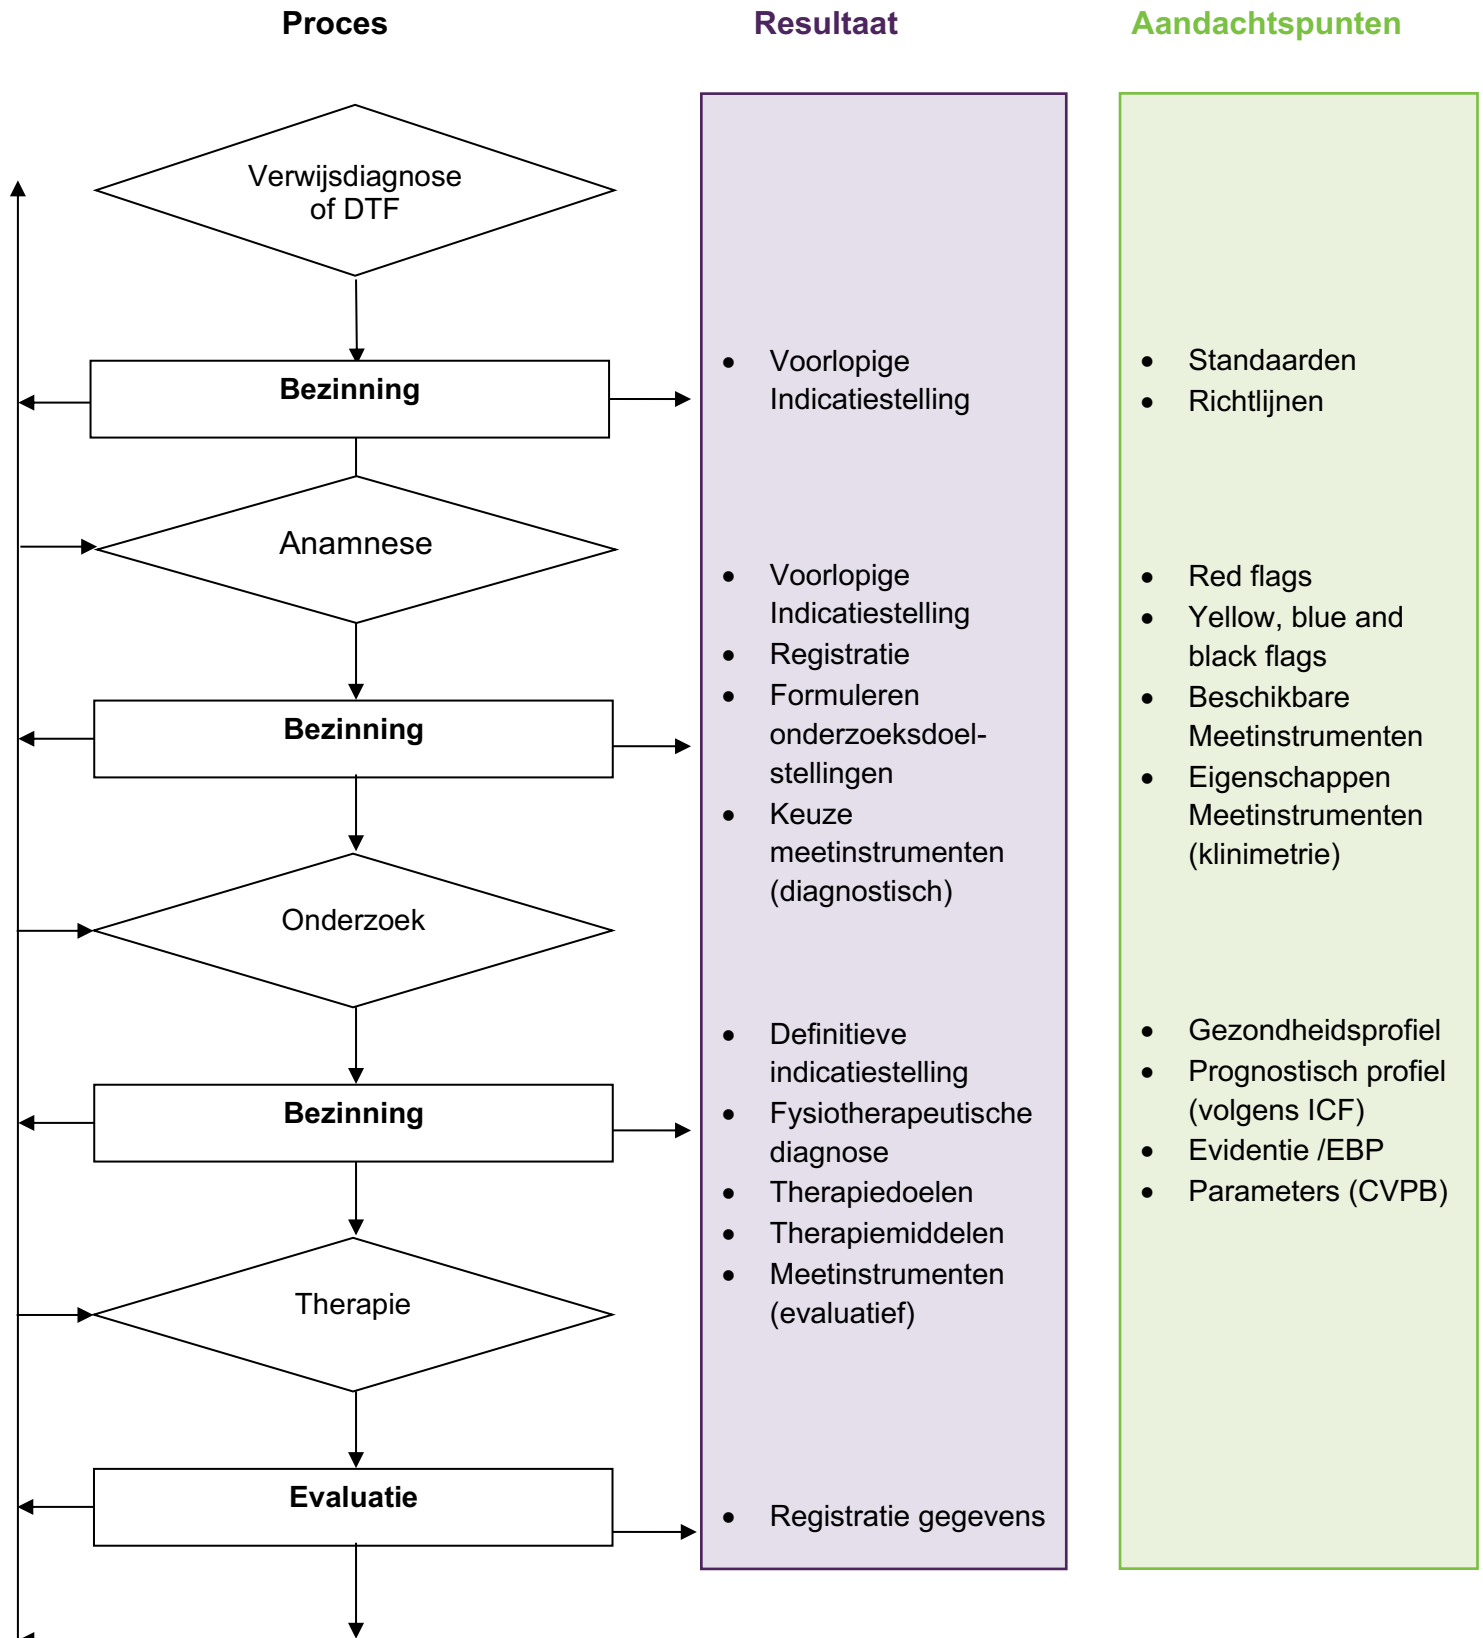 Proces
Resultaat
Aandachtspunten
Verwijsdiagnose
of DTF
Bezinning
Anamnese
Bezinning
Onderzoek
Bezinning
Therapie
Evaluatie
• Voorlopige
Indicatiestelling
• Voorlopige
Indicatiestelling
• Registratie
• Formuleren
onderzoeksdoel-
stellingen
• Keuze
meetinstrumenten
(diagnostisch)
• Definitieve
indicatiestelling
• Fysiotherapeutische
diagnose
• Therapiedoelen
• Therapiemiddelen
• Meetinstrumenten
(evaluatief)
• Registratie gegevens
• Standaarden
• Richtlijnen
• Red flags
• Yellow, blue and
black flags
• Beschikbare
Meetinstrumenten
• Eigenschappen
Meetinstrumenten
(klinimetrie)
• Gezondheidsprofiel
• Prognostisch profiel
(volgens ICF)
• Evidentie /EBP
• Parameters (CVPB)